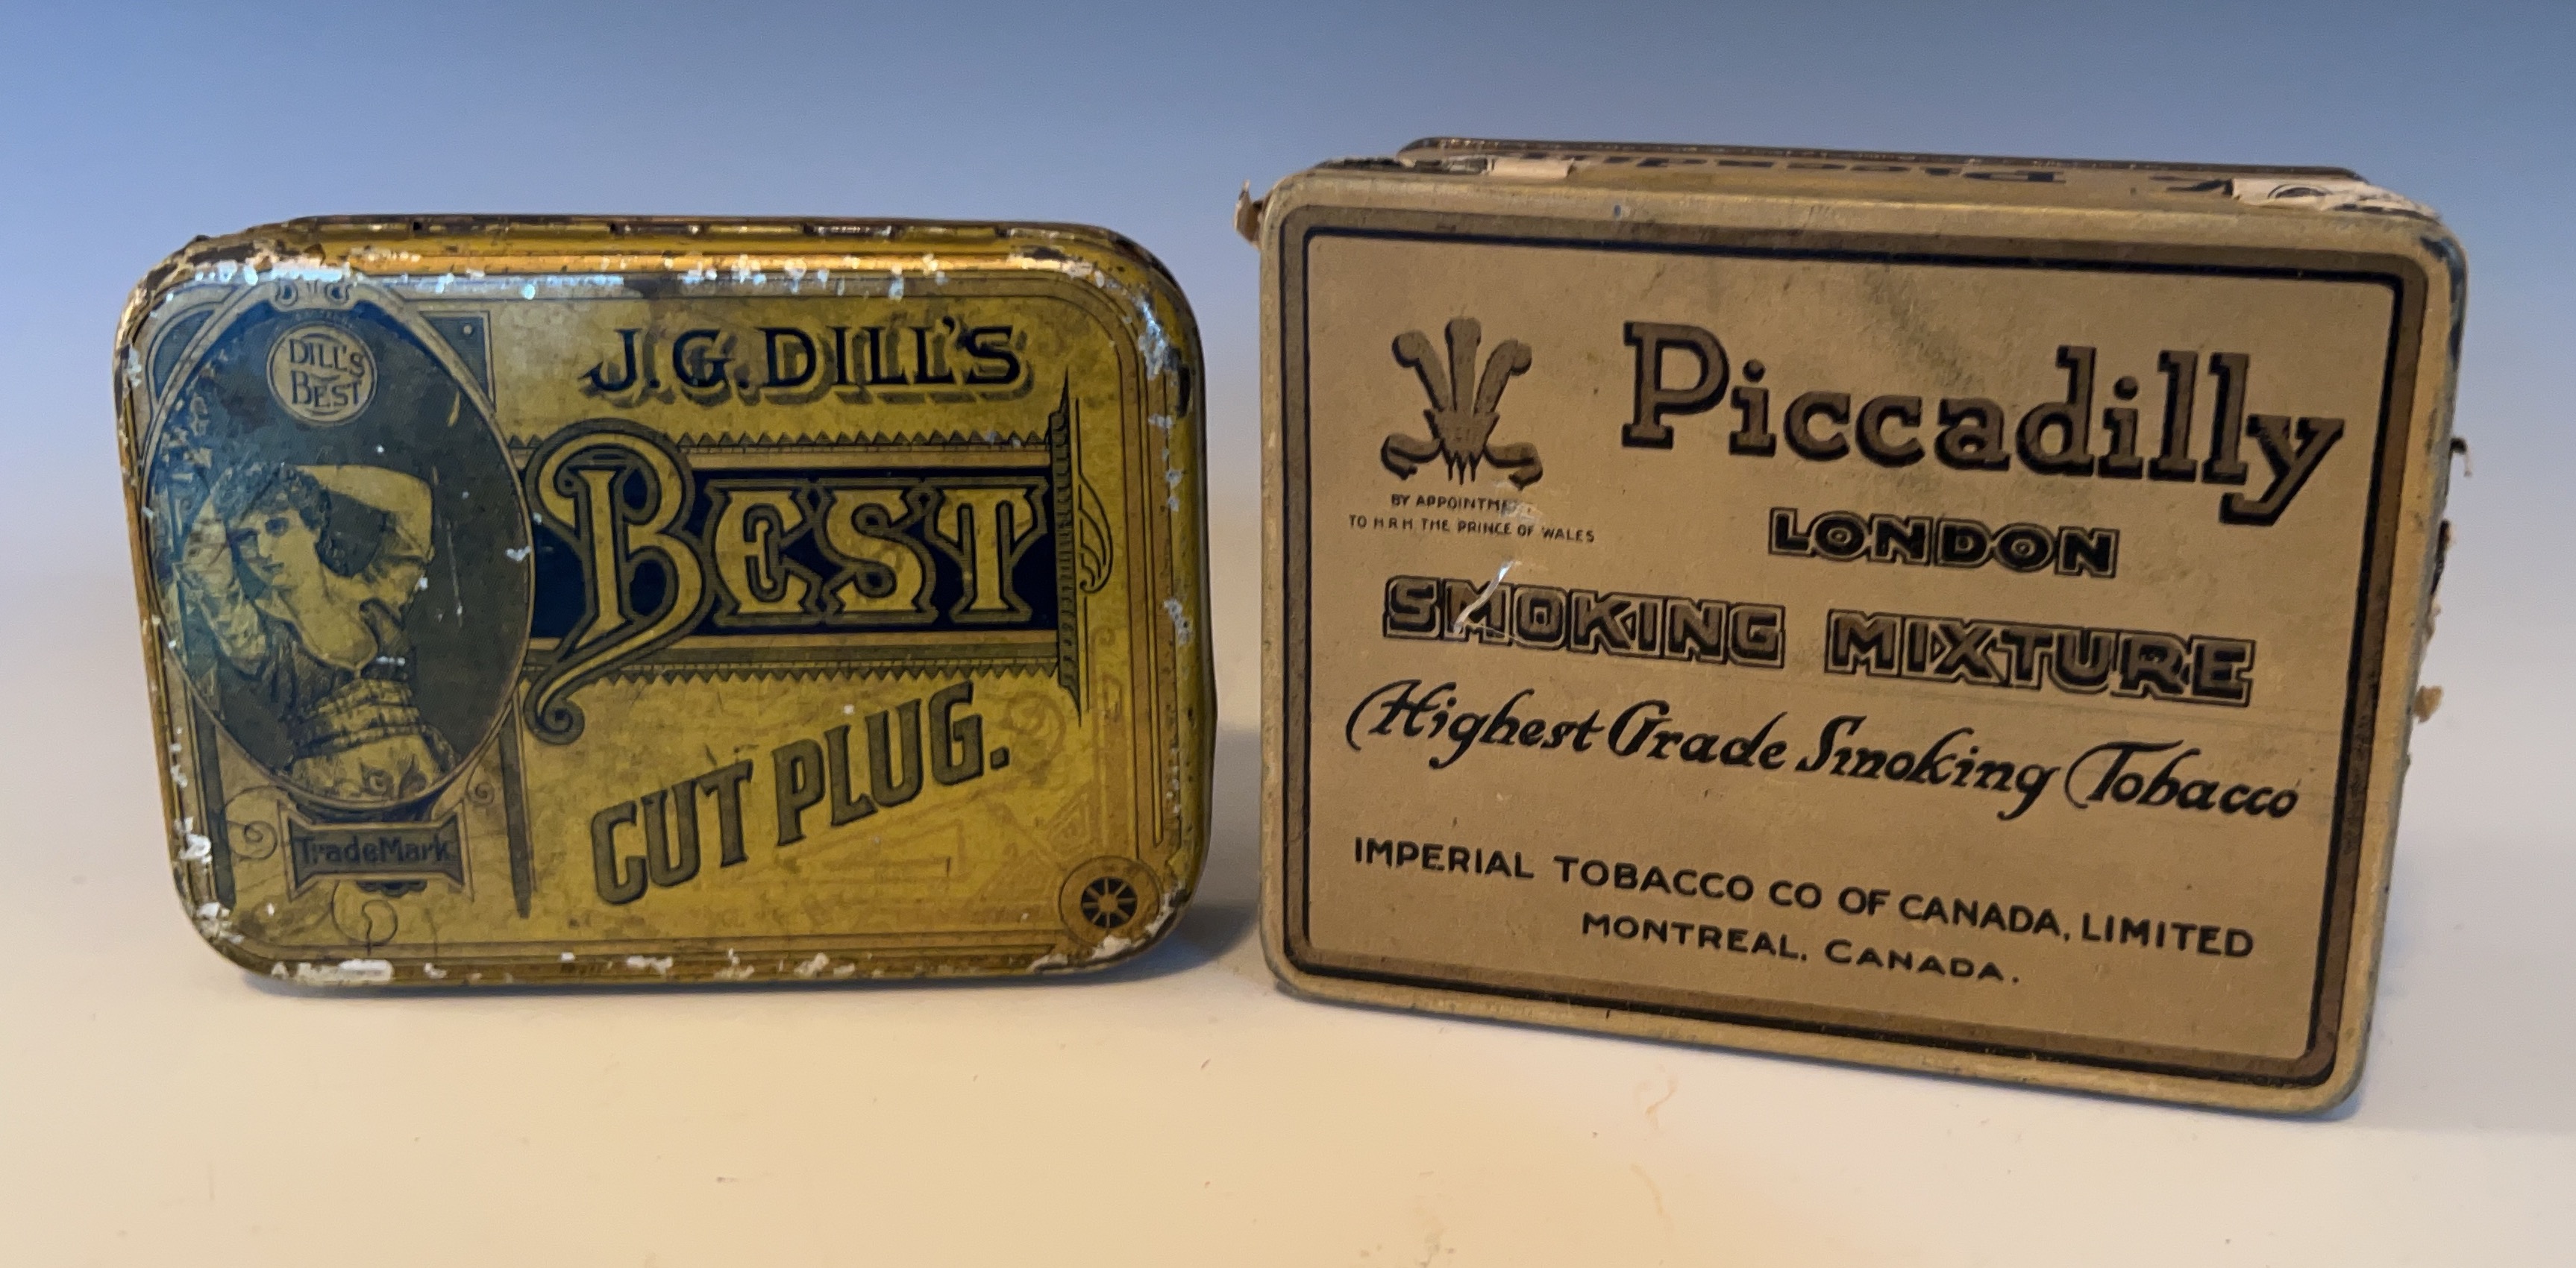 DILL'S
BEST
J.G.DILL'S
BEST
CUT PLUG.
TradeMark
Piccadilly
Piccadilly
LONDON
BY APPOINTMENT
TO H R H THE PRINCE OF WALES
SMOKING MIXTURE
Highest Grade Smoking Tobacco
IMPERIAL TOBACCO CO OF CANADA, LIMITED
MONTREAL, CANADA.